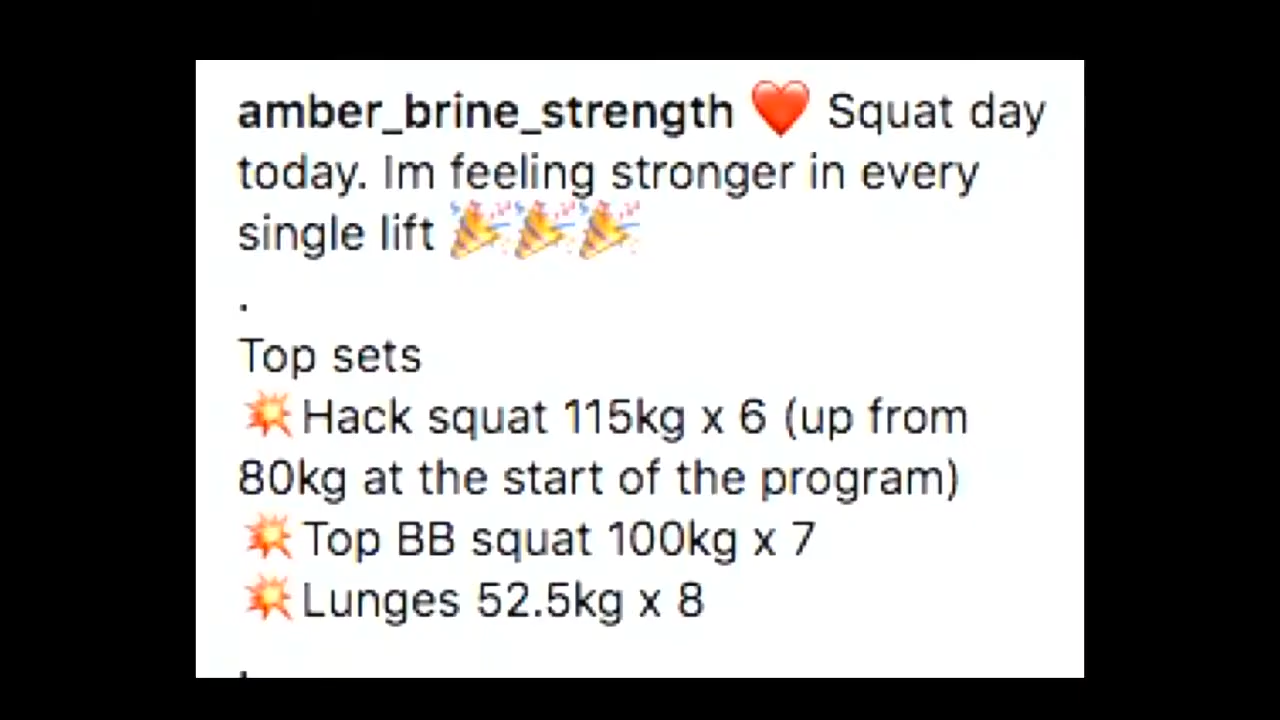 amber_brine_strength ❤️ Squat day
today. Im feeling stronger in every
single lift 🎉🎉🎉
.
Top sets
💥Hack squat 115kg x 6 (up from
80kg at the start of the program)
💥Top BB squat 100kg x 7
💥Lunges 52.5kg x 8
.